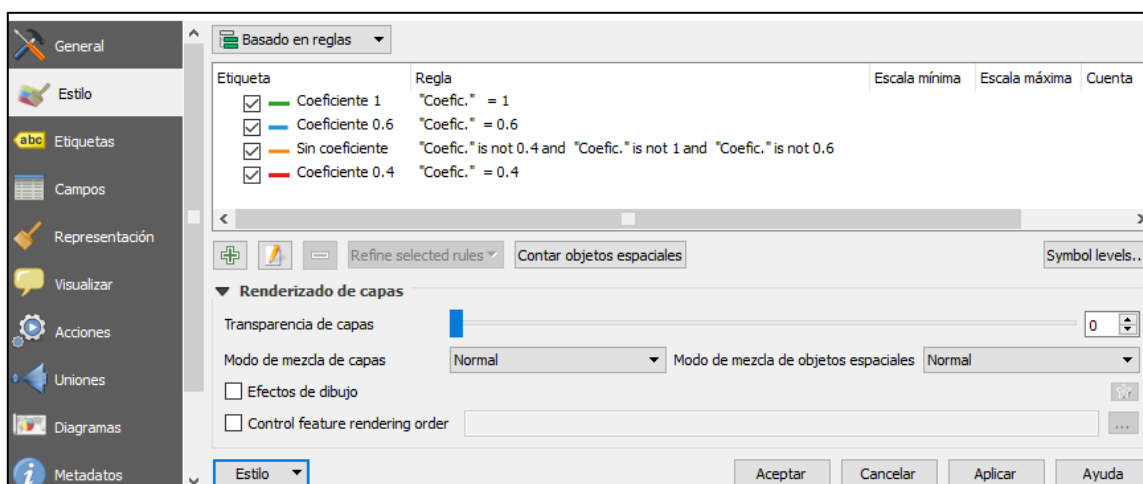 General
Estilo
abc Etiquetas
Campos
Representación
Visualizar
Acciones
Uniones
Diagramas
Metadatos
Basado en reglas
Etiqueta Regla Escala mínima Escala máxima Cuenta
Coeficiente 1 "Coefic." = 1
Coeficiente 0.6 "Coefic." = 0.6
Sin coeficiente "Coefic." is not 0.4 and "Coefic." is not 1 and "Coefic." is not 0.6
Coeficiente 0.4 "Coefic." = 0.4
Refine selected rules Contar objetos espaciales Symbol levels...
Renderizado de capas
Transparencia de capas 0
Modo de mezcla de capas Normal Modo de mezcla de objetos espaciales Normal
Efectos de dibujo
Control feature rendering order ...
Estilo Aceptar Cancelar Aplicar Ayuda